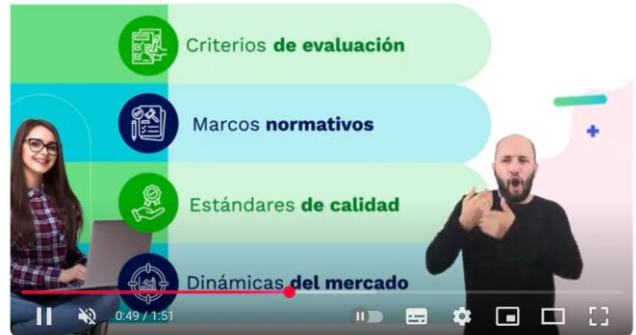 Criterios de evaluación
Marcos normativos
Estándares de calidad
Dinámicas del mercado
0:49 / 1:51